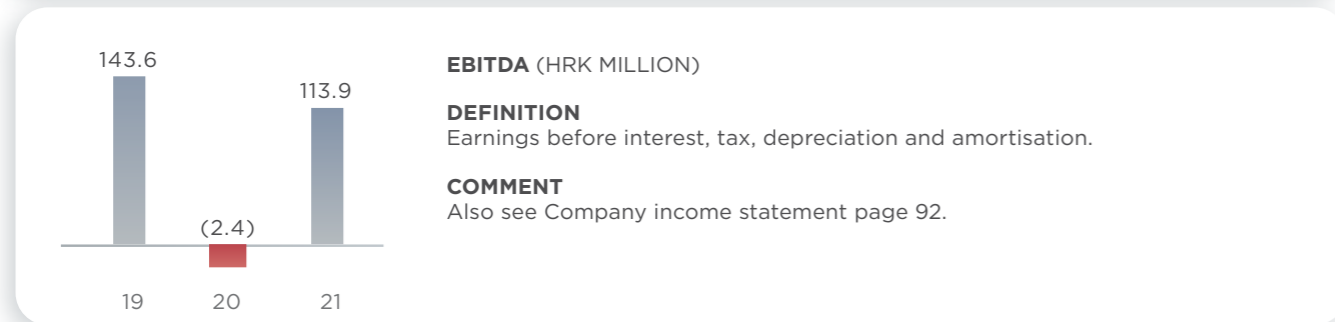 143.6
(2.4)
113.9
19 20 21
EBITDA (HRK MILLION)
DEFINITION
Earnings before interest, tax, depreciation and amortisation.
COMMENT
Also see Company income statement page 92.